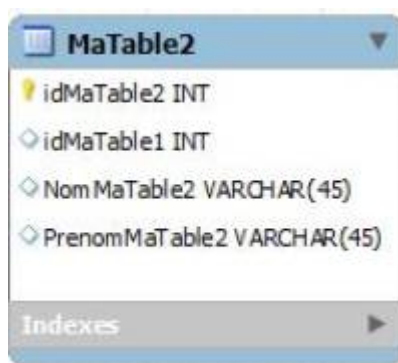 MaTable2
idMaTable2 INT
idMaTable1 INT
NomMaTable2 VARCHAR(45)
PrenomMaTable2 VARCHAR(45)
Indexes